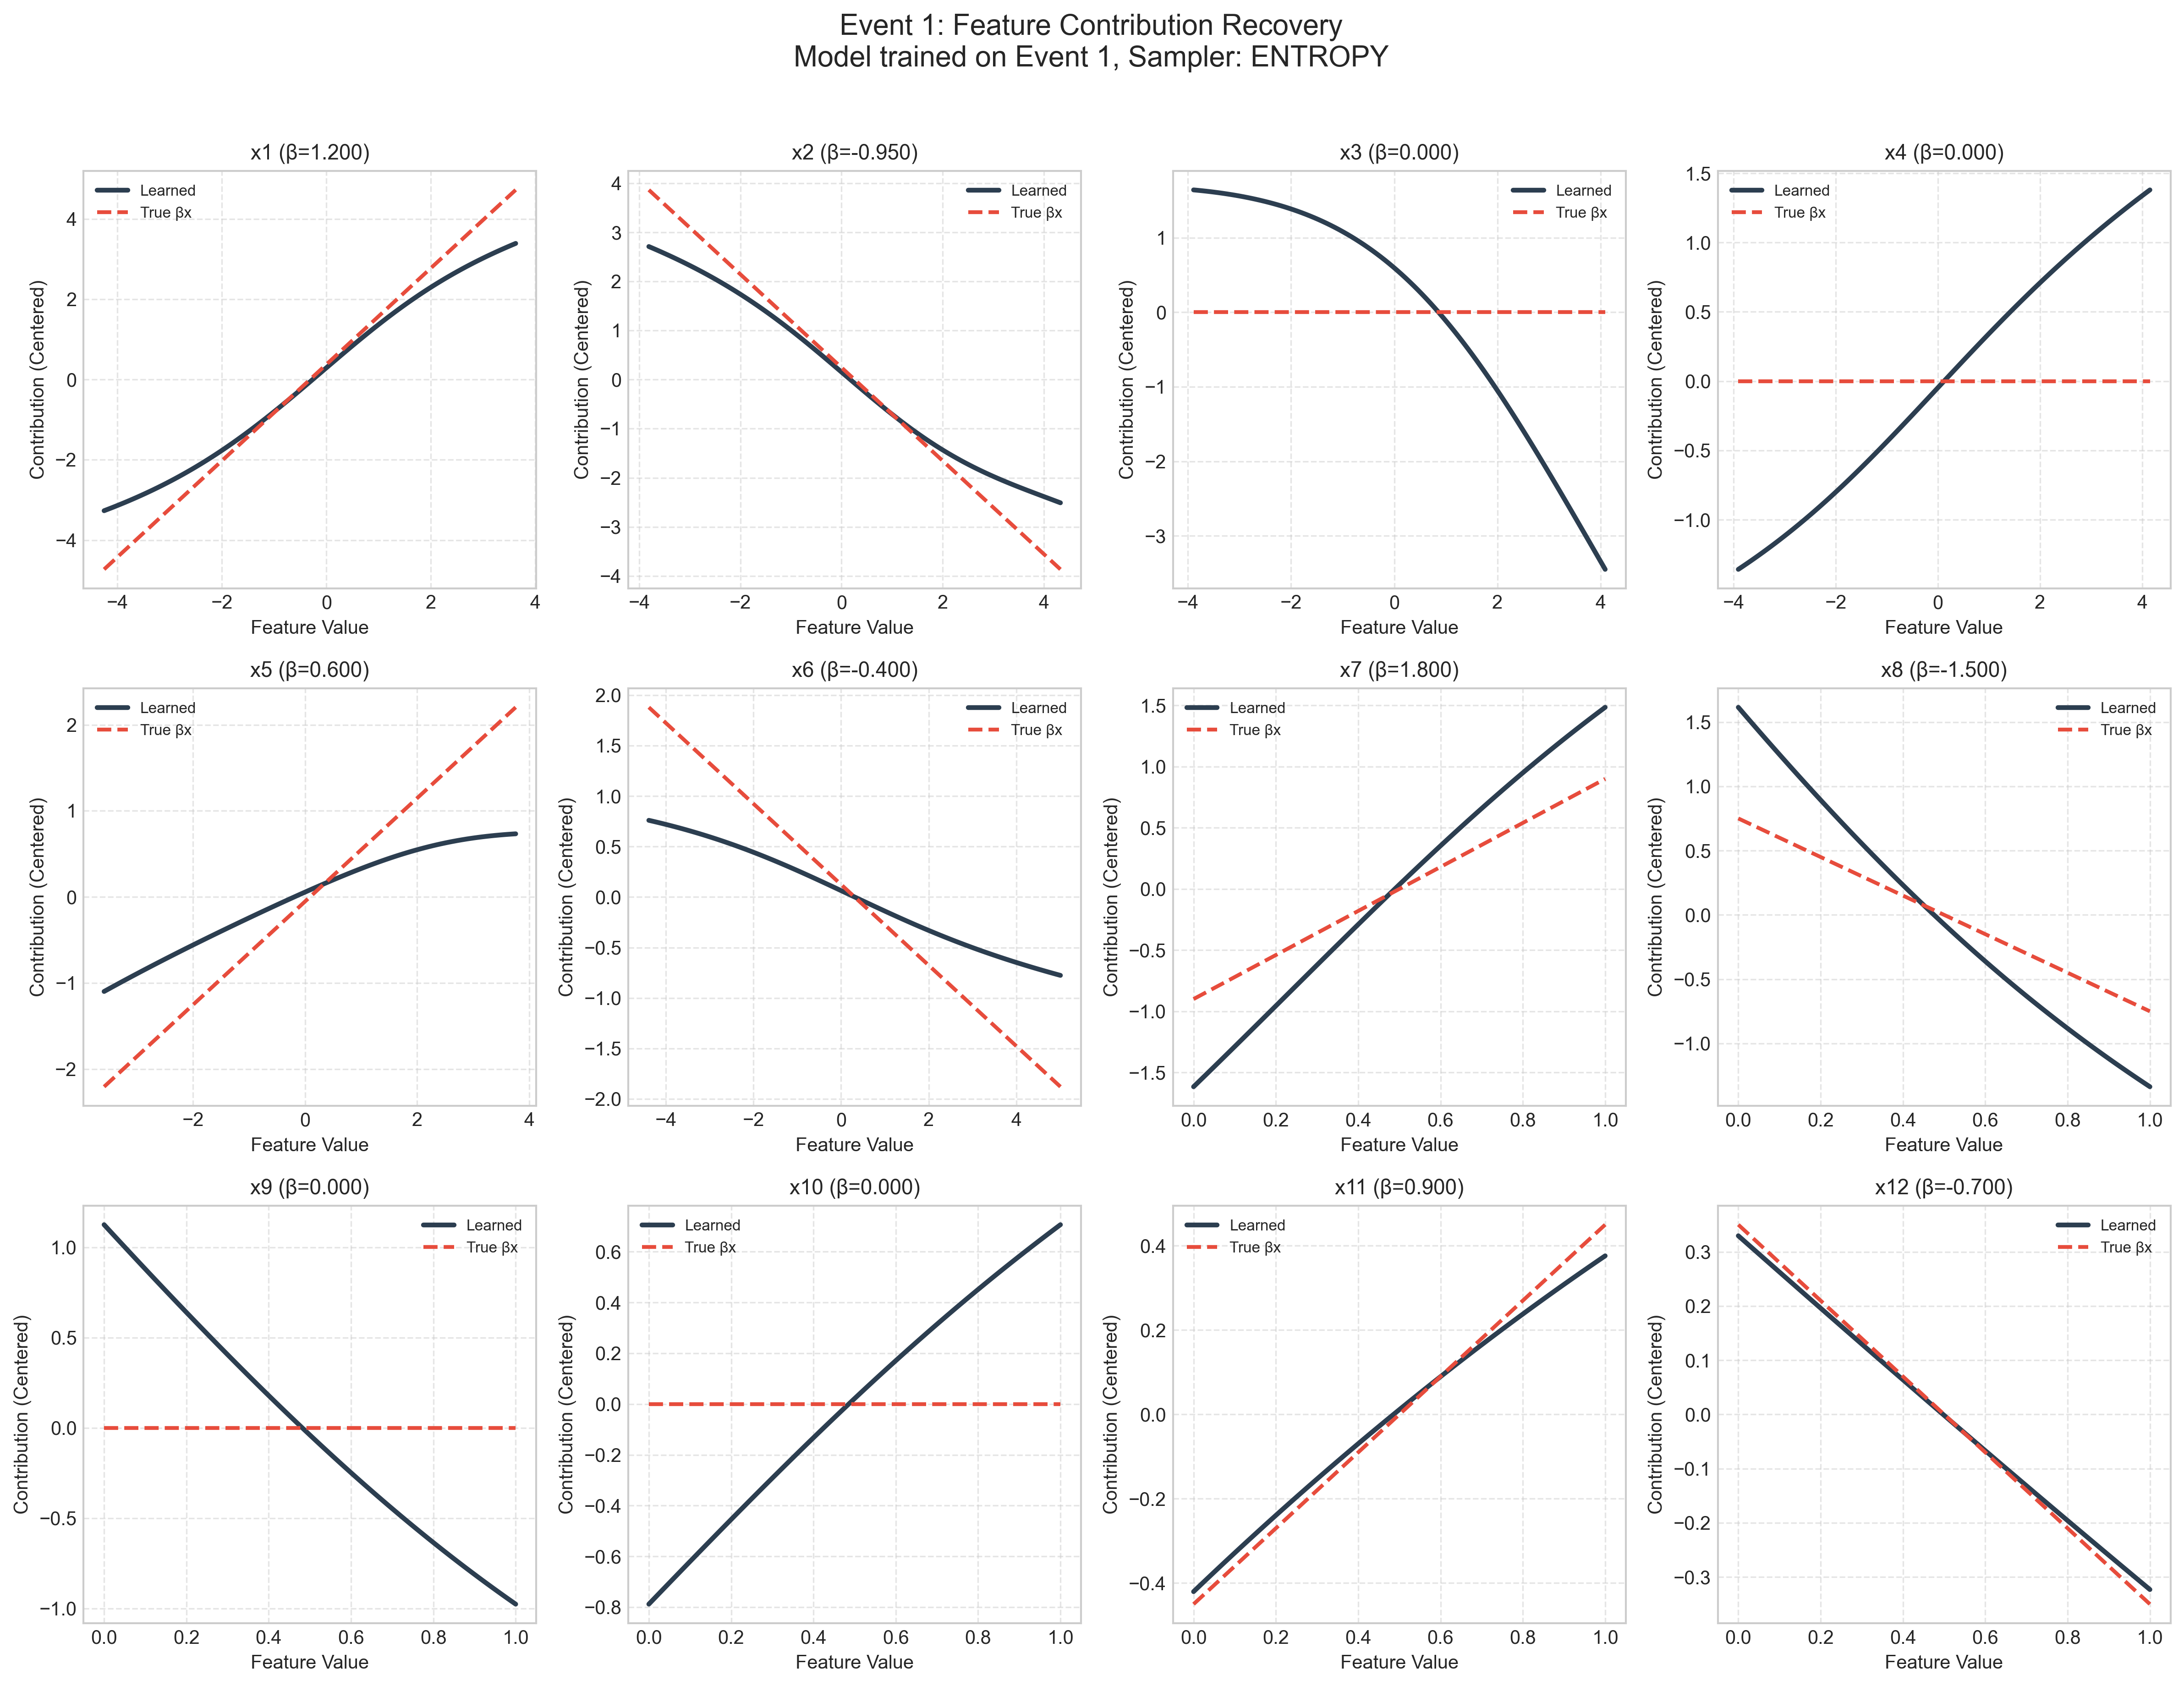 Event 1: Feature Contribution Recovery
Model trained on Event 1, Sampler: ENTROPY
x1 (β=1.200)
Learned
True βx
4
2
0
−2
−4
−4
−2
0
2
4
Contribution (Centered)
Feature Value
x2 (β=-0.950)
Learned
True βx
4
3
2
1
0
−1
−2
−3
−4
−4
−2
0
2
4
Contribution (Centered)
Feature Value
x3 (β=0.000)
Learned
True βx
1
0
−1
−2
−3
−4
−2
0
2
4
Contribution (Centered)
Feature Value
x4 (β=0.000)
Learned
True βx
1.5
1.0
0.5
0.0
−0.5
−1.0
−4
−2
0
2
4
Contribution (Centered)
Feature Value
x5 (β=0.600)
Learned
True βx
2
1
0
−1
−2
−2
0
2
4
Contribution (Centered)
Feature Value
x6 (β=-0.400)
Learned
True βx
2.0
1.5
1.0
0.5
0.0
−0.5
−1.0
−1.5
−2.0
−4
−2
0
2
4
Contribution (Centered)
Feature Value
x7 (β=1.800)
Learned
True βx
1.5
1.0
0.5
0.0
−0.5
−1.0
−1.5
0.0
0.2
0.4
0.6
0.8
1.0
Contribution (Centered)
Feature Value
x8 (β=-1.500)
Learned
True βx
1.5
1.0
0.5
0.0
−0.5
−1.0
0.0
0.2
0.4
0.6
0.8
1.0
Contribution (Centered)
Feature Value
x9 (β=0.000)
Learned
True βx
1.0
0.5
0.0
−0.5
−1.0
0.0
0.2
0.4
0.6
0.8
1.0
Contribution (Centered)
Feature Value
x10 (β=0.000)
Learned
True βx
0.6
0.4
0.2
0.0
−0.2
−0.4
−0.6
−0.8
0.0
0.2
0.4
0.6
0.8
1.0
Contribution (Centered)
Feature Value
x11 (β=0.900)
Learned
True βx
0.4
0.2
0.0
−0.2
−0.4
0.0
0.2
0.4
0.6
0.8
1.0
Contribution (Centered)
Feature Value
x12 (β=-0.700)
Learned
True βx
0.3
0.2
0.1
0.0
−0.1
−0.2
−0.3
0.0
0.2
0.4
0.6
0.8
1.0
Contribution (Centered)
Feature Value